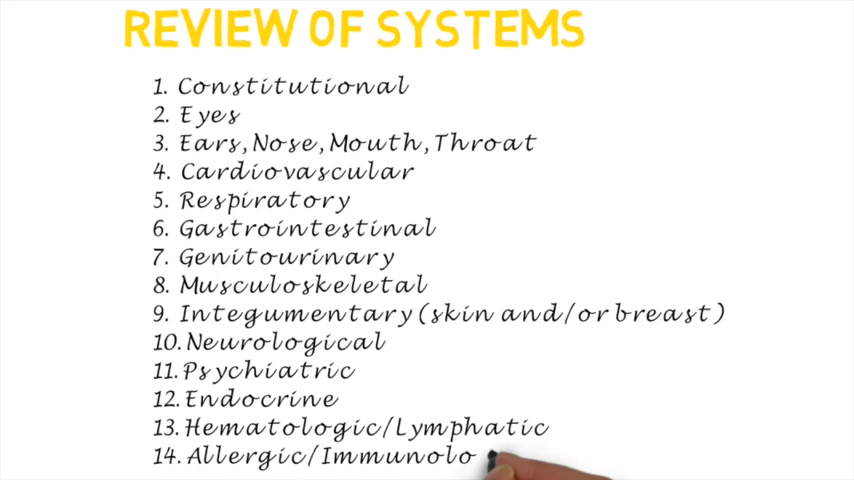 REVIEW OF SYSTEMS
1. Constitutional
2. Eyes
3. Ears,Nose,Mouth,Throat
4. Cardiovascular
5. Respiratory
6. Gastrointestinal
7. Genitourinary
8. Musculoskeletal
9. Integumentary(skin and/or breast)
10.Neurological
11.Psychiatric
12.Endocrine
13.Hematologic/Lymphatic
14.Allergic/Immunolo